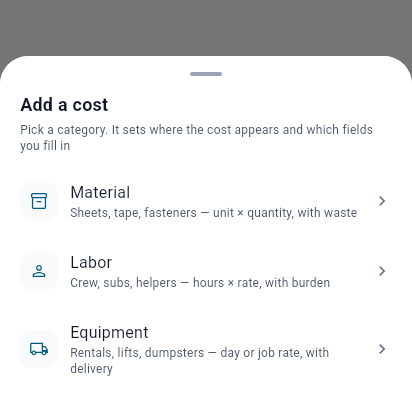 Add a cost
Pick a category. It sets where the cost appears and which fields
you fill in
Material
Sheets, tape, fasteners — unit × quantity, with waste
Labor
Crew, subs, helpers — hours × rate, with burden
Equipment
Rentals, lifts, dumpsters — day or job rate, with
delivery